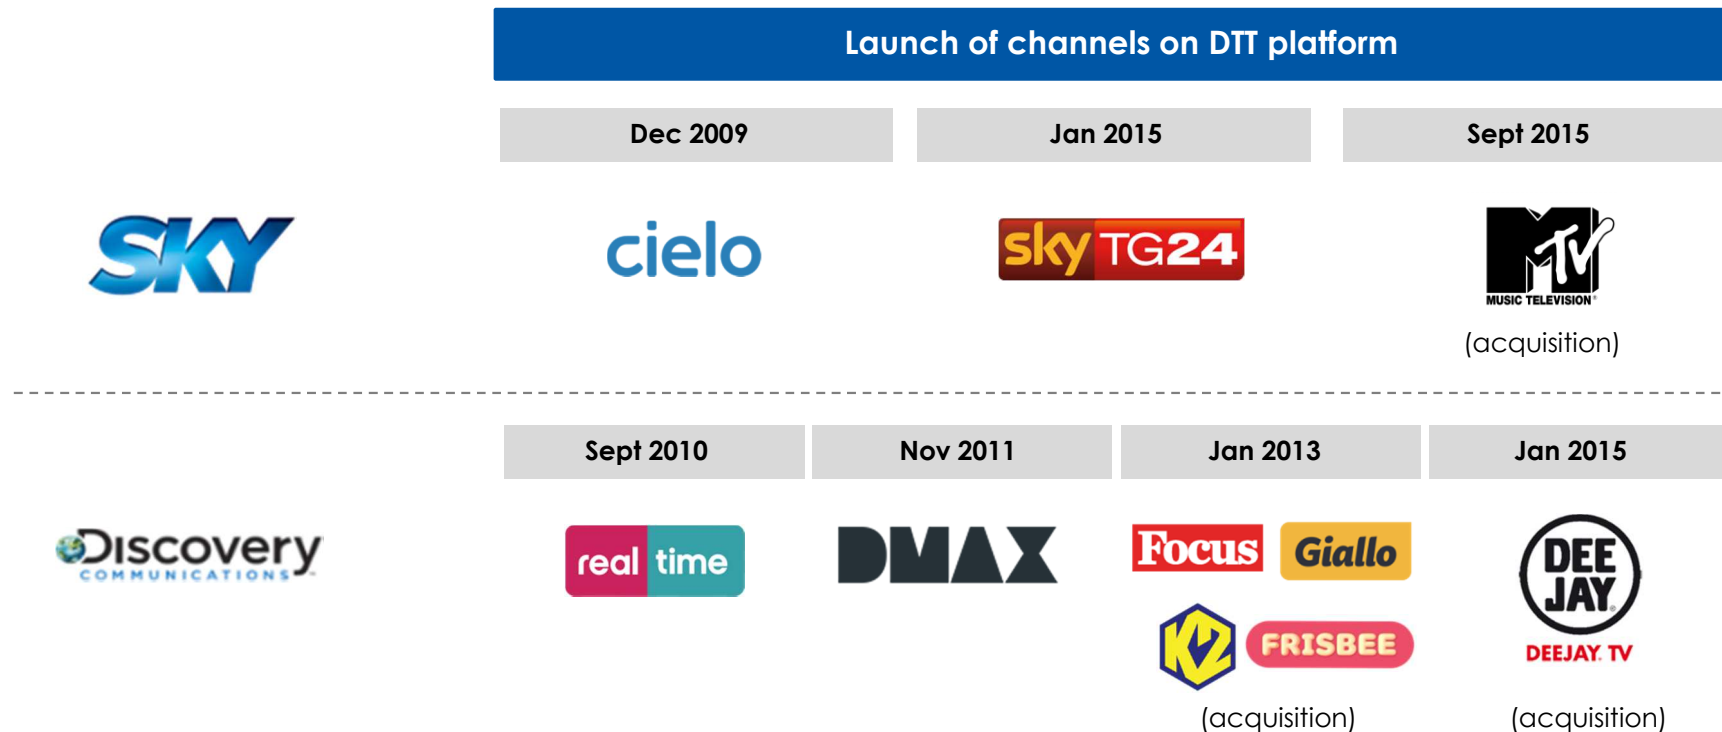 Launch of channels on DTT platform
Dec 2009 Jan 2015 Sept 2015
SKY cielo sky TG24 MTV
MUSIC TELEVISION®
(acquisition)
Sept 2010 Nov 2011 Jan 2013 Jan 2015
Discovery
COMMUNICATIONS™
real time DMAX Focus Giallo DEE
JAY®
K2 FRISBEE DEEJAY TV
(acquisition) (acquisition)